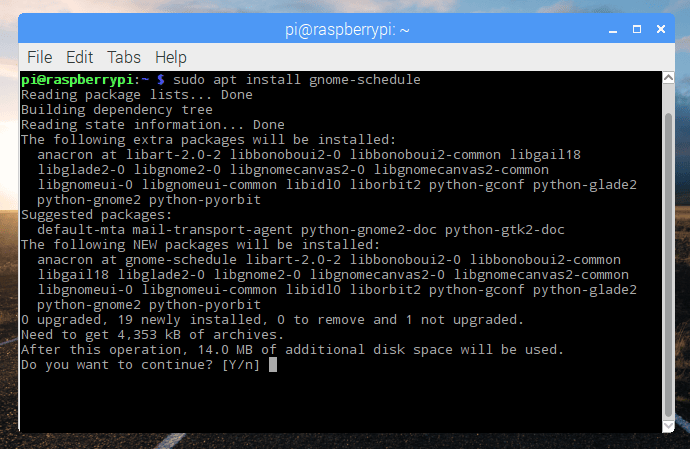 pi@raspberrypi: ~
File Edit Tabs Help
pi@raspberrypi:~ $ sudo apt install gnome-schedule
Reading package lists... Done
Building dependency tree
Reading state information... Done
The following extra packages will be installed:
  anacron at libart-2.0-2 libbonoboui2-0 libbonoboui2-common libgail18
  libglade2-0 libgnome2-0 libgnomecanvas2-0 libgnomecanvas2-common
  libgnomeui-0 libgnomeui-common libidl0 liborbit2 python-gconf python-glade2
  python-gnome2 python-pyorbit
Suggested packages:
  default-mta mail-transport-agent python-gnome2-doc python-gtk2-doc
The following NEW packages will be installed:
  anacron at gnome-schedule libart-2.0-2 libbonoboui2-0 libbonoboui2-common
  libgail18 libglade2-0 libgnome2-0 libgnomecanvas2-0 libgnomecanvas2-common
  libgnomeui-0 libgnomeui-common libidl0 liborbit2 python-gconf python-glade2
  python-gnome2 python-pyorbit
0 upgraded, 19 newly installed, 0 to remove and 1 not upgraded.
Need to get 4,353 kB of archives.
After this operation, 14.0 MB of additional disk space will be used.
Do you want to continue? [Y/n]